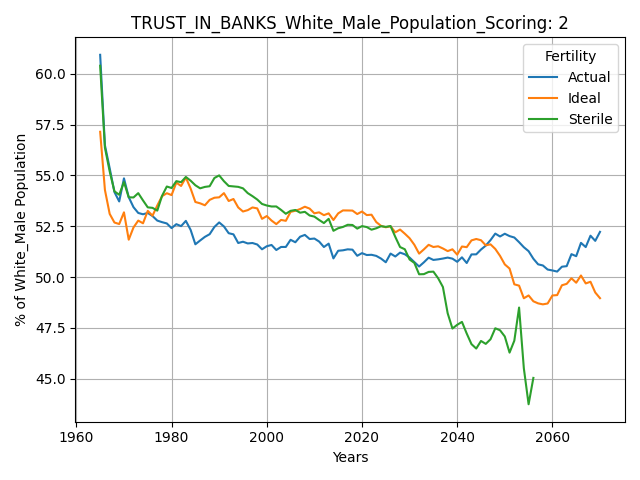 TRUST_IN_BANKS_White_Male_Population_Scoring: 2
Fertility
Actual
Ideal
Sterile
% of White_Male Population
60.0
57.5
55.0
52.5
50.0
47.5
45.0
1960
1980
2000
2020
2040
2060
Years